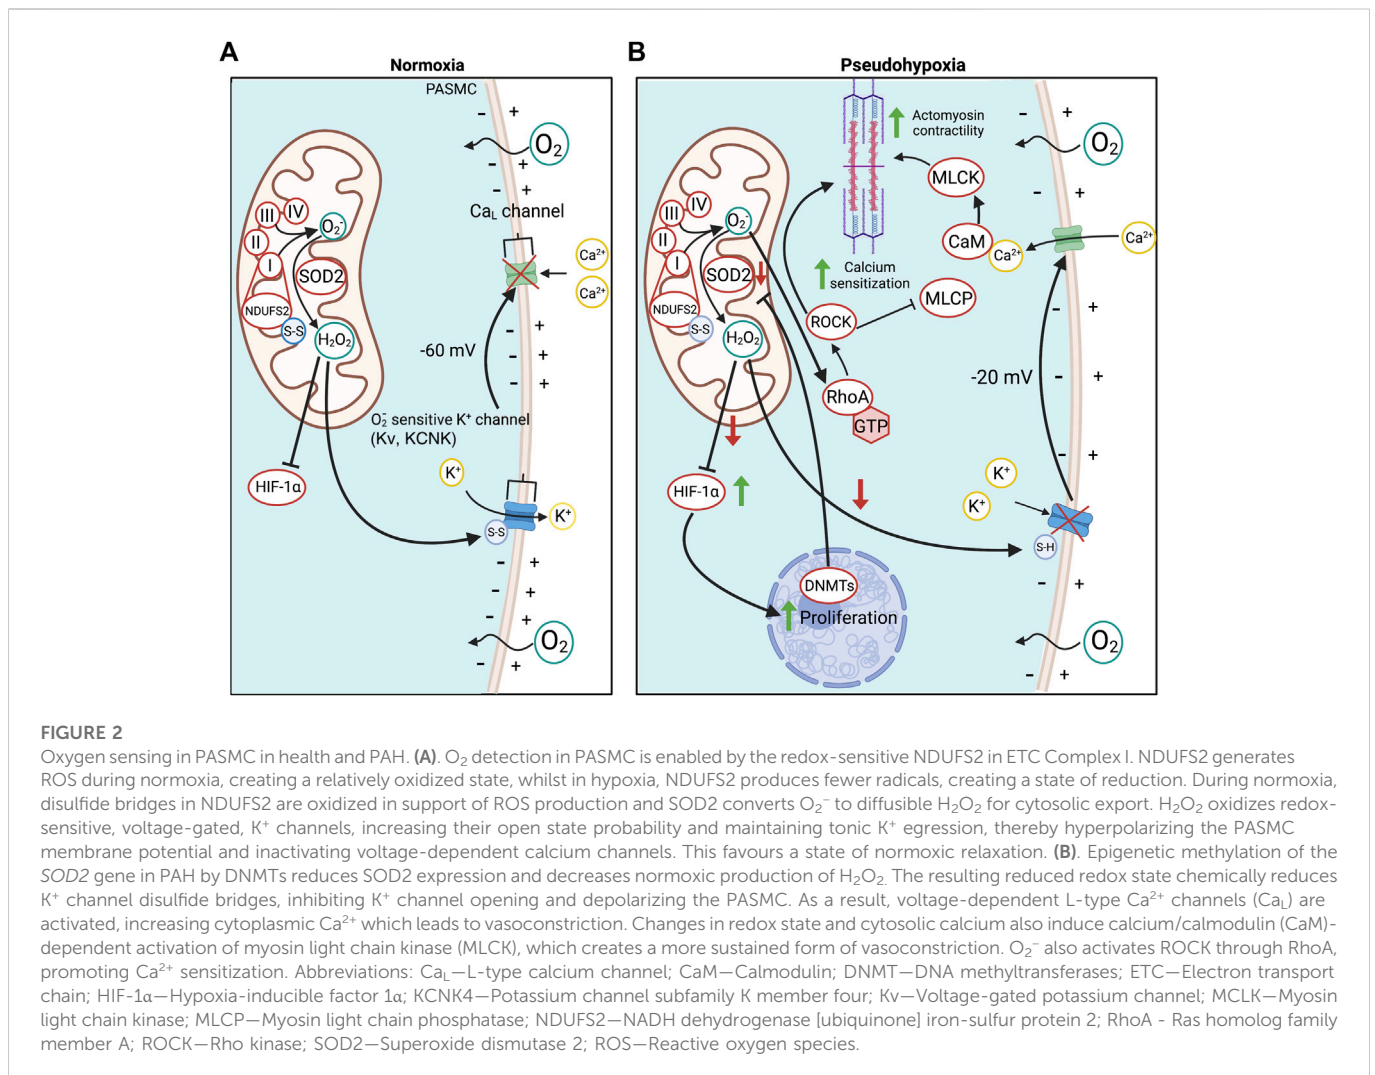 A
Normoxia
PASMC
- +
O₂
- +
- +
CaL channel
III
IV
O₂⁻
II
I
SOD2
Ca²⁺
Ca²⁺
NDUFS2
S-S
H₂O₂
- +
- +
- +
-60 mV
O₂⁻ sensitive K⁺ channel
(Kv, KCNK)
HIF-1α
K⁺
K⁺
S-S
- +
- +
- +
O₂
- +
B
Pseudohypoxia
Actomyosin
contractility
- +
O₂
MLCK
- +
III
IV
O₂⁻
II
I
SOD2
CaM
Ca²⁺
Ca²⁺
Calcium
sensitization
MLCP
NDUFS2
S-S
H₂O₂
ROCK
- +
-20 mV
- +
RhoA
GTP
- +
HIF-1α
K⁺
K⁺
S-H
DNMTs
Proliferation
- +
O₂
- +
FIGURE 2
Oxygen sensing in PASMC in health and PAH. (A). O₂ detection in PASMC is enabled by the redox-sensitive NDUFS2 in ETC Complex I. NDUFS2 generates
ROS during normoxia, creating a relatively oxidized state, whilst in hypoxia, NDUFS2 produces fewer radicals, creating a state of reduction. During normoxia,
disulfide bridges in NDUFS2 are oxidized in support of ROS production and SOD2 converts O₂⁻ to diffusible H₂O₂ for cytosolic export. H₂O₂ oxidizes redox-
sensitive, voltage-gated, K⁺ channels, increasing their open state probability and maintaining tonic K⁺ egression, thereby hyperpolarizing the PASMC
membrane potential and inactivating voltage-dependent calcium channels. This favours a state of normoxic relaxation. (B). Epigenetic methylation of the
SOD2 gene in PAH by DNMTs reduces SOD2 expression and decreases normoxic production of H₂O₂. The resulting reduced redox state chemically reduces
K⁺ channel disulfide bridges, inhibiting K⁺ channel opening and depolarizing the PASMC. As a result, voltage-dependent L-type Ca²⁺ channels (CaL) are
activated, increasing cytoplasmic Ca²⁺ which leads to vasoconstriction. Changes in redox state and cytosolic calcium also induce calcium/calmodulin (CaM)-
dependent activation of myosin light chain kinase (MLCK), which creates a more sustained form of vasoconstriction. O₂⁻ also activates ROCK through RhoA,
promoting Ca²⁺ sensitization. Abbreviations: CaL—L-type calcium channel; CaM—Calmodulin; DNMT—DNA methyltransferases; ETC—Electron transport
chain; HIF-1α—Hypoxia-inducible factor 1α; KCNK4—Potassium channel subfamily K member four; Kv—Voltage-gated potassium channel; MCLK—Myosin
light chain kinase; MLCP—Myosin light chain phosphatase; NDUFS2—NADH dehydrogenase [ubiquinone] iron-sulfur protein 2; RhoA - Ras homolog family
member A; ROCK—Rho kinase; SOD2—Superoxide dismutase 2; ROS—Reactive oxygen species.